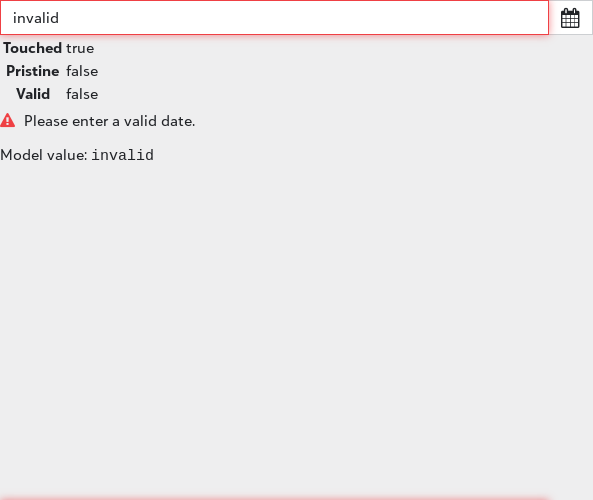 invalid
Touched true
Pristine false
Valid false
Please enter a valid date.
Model value: invalid